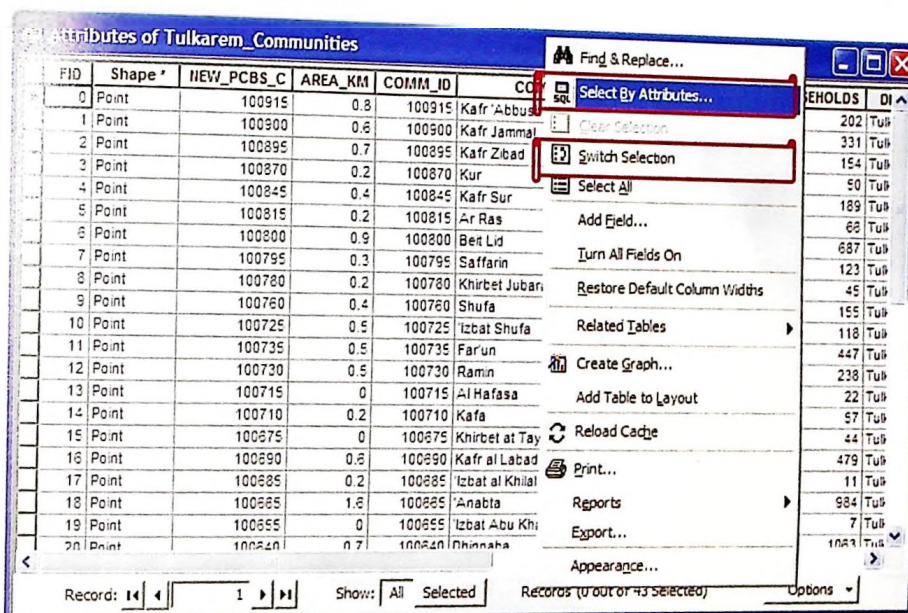 Attributes of Tulkarem_Communities
FID Shape * NEW_PCBS_C AREA_KM COMM_ID
0 Point 100915 0.8 100915 Kafr 'Abbus 202
1 Point 100900 0.6 100900 Kafr Jammal 331
2 Point 100895 0.7 100895 Kafr Zibad 154
3 Point 100870 0.2 100870 Kur 50
4 Point 100845 0.4 100845 Kafr Sur 189
5 Point 100815 0.2 100815 Ar Ras 68
6 Point 100800 0.9 100800 Beit Lid 687
7 Point 100795 0.3 100795 Saffarin 123
8 Point 100780 0.2 100780 Khirbet Jubar 45
9 Point 100760 0.4 100760 Shufa 155
10 Point 100725 0.5 100725 'Izbat Shufa 118
11 Point 100735 0.5 100735 Far'un 447
12 Point 100730 0.5 100730 Ramin 238
13 Point 100715 0 100715 Al Hafasa 22
14 Point 100710 0.2 100710 Kafa 57
15 Point 100675 0 100675 Khirbet at Tay 44
16 Point 100690 0.6 100690 Kafr al Labad 479
17 Point 100685 0.2 100685 'Izbat al Khilal 11
18 Point 100665 1.6 100665 'Anabta 984
19 Point 100655 0 100655 'Izbat Abu Kha 7
20 Point 100640 0.7 100640 Dhinnaba 1063
Find & Replace...
SQL Select By Attributes...
Clear Selection
Switch Selection
Select All
Add Field...
Turn All Fields On
Restore Default Column Widths
Related Tables
Create Graph...
Add Table to Layout
Reload Cache
Print...
Reports
Export...
Appearance...
Record: 1 Show: All Selected Records (0 out of 43 Selected) Options